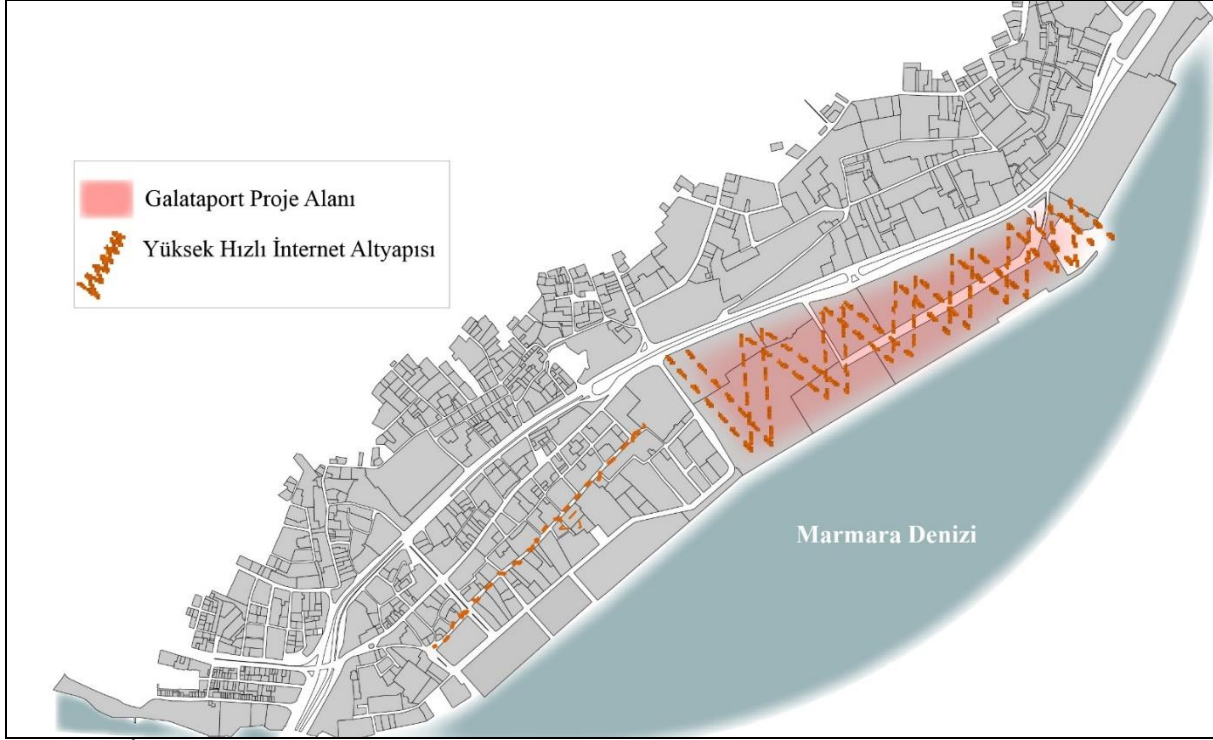 Galataport Proje Alanı
Yüksek Hızlı İnternet Altyapısı
Marmara Denizi